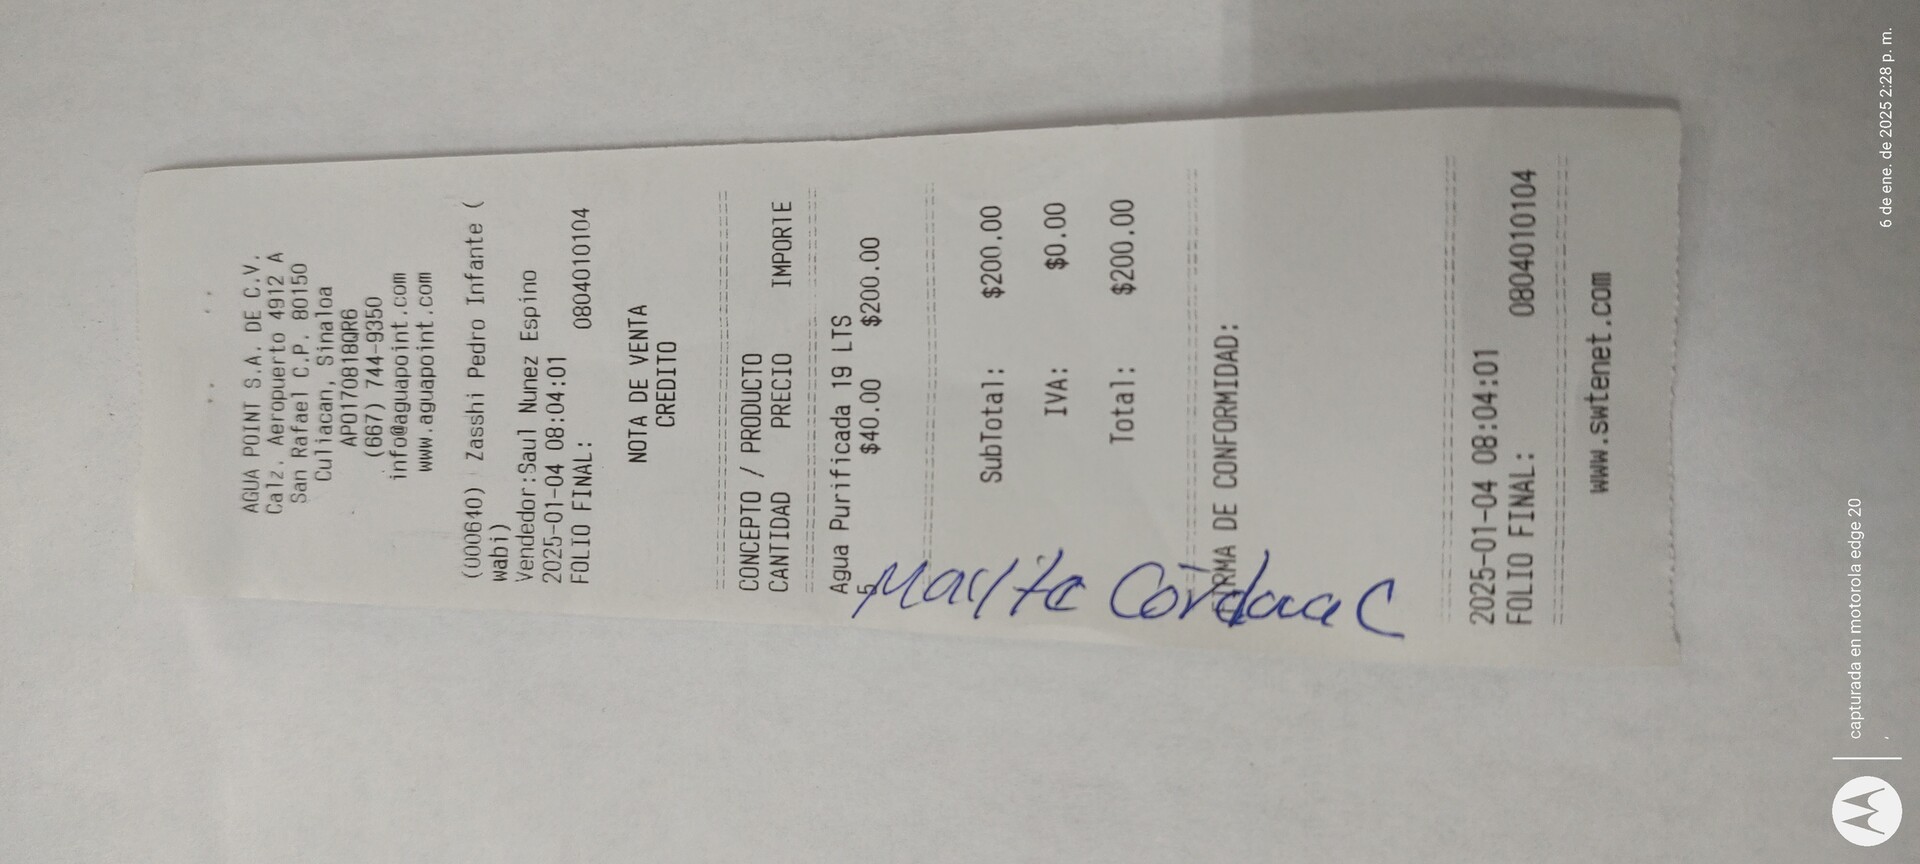 AGUA POINT S.A. DE C.V.
Calz. Aeropuerto 4912 A
San Rafael C.P. 80150
Culiacan, Sinaloa
APO170818QR6
(667) 744-9350
info@aguapoint.com
www.aguapoint.com
(000640) Zasshi Pedro Infante (
wabi)
Vendedor:Saul Nunez Espino
2025-01-04 08:04:01
FOLIO FINAL: 0804010104
NOTA DE VENTA
CREDITO
CONCEPTO / PRODUCTO
CANTIDAD PRECIO IMPORTE
Agua Purificada 19 LTS
5 $40.00 $200.00
SubTotal: $200.00
IVA: $0.00
Total: $200.00
FIRMA DE CONFORMIDAD:
2025-01-04 08:04:01
FOLIO FINAL: 0804010104
www.swtenet.com
capturada en motorola edge 20
6 de ene. de 2025 2:28 p. m.